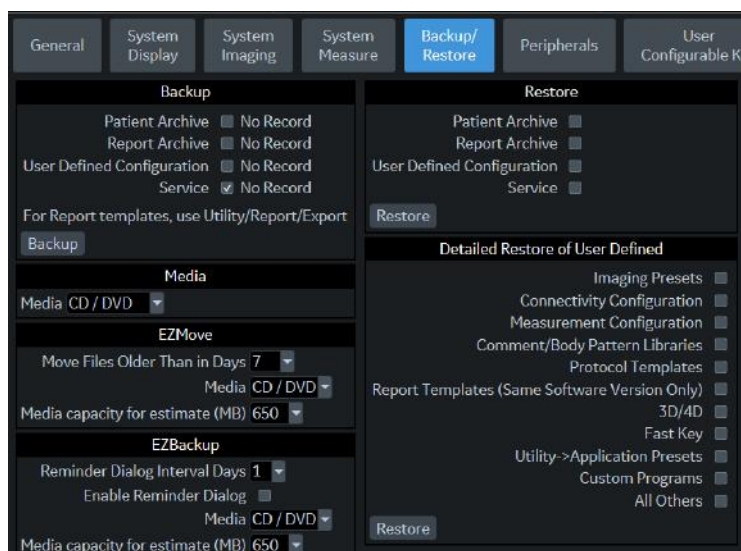 General
System Display
System Imaging
System Measure
Backup/ Restore
Peripherals
User Configurable K
Backup
Patient Archive No Record
Report Archive No Record
User Defined Configuration No Record
Service No Record
For Report templates, use Utility/Report/Export
Backup
Media
Media CD / DVD
EZMove
Move Files Older Than in Days 7
Media CD / DVD
Media capacity for estimate (MB) 650
EZBackup
Reminder Dialog Interval Days 1
Enable Reminder Dialog
Media CD / DVD
Media capacity for estimate (MB) 650
Restore
Patient Archive
Report Archive
User Defined Configuration
Service
Restore
Detailed Restore of User Defined
Imaging Presets
Connectivity Configuration
Measurement Configuration
Comment/Body Pattern Libraries
Protocol Templates
Report Templates (Same Software Version Only)
3D/4D
Fast Key
Utility->Application Presets
Custom Programs
All Others
Restore